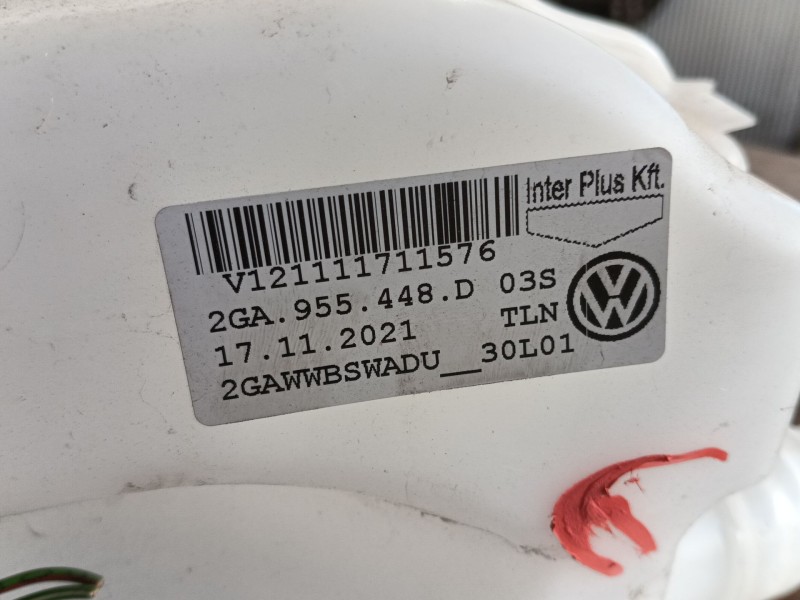 Inter Plus Kft.
V121111711576
2GA.955.448.D 03S
17.11.2021 TLN
2GAWWBSWADU__30L01